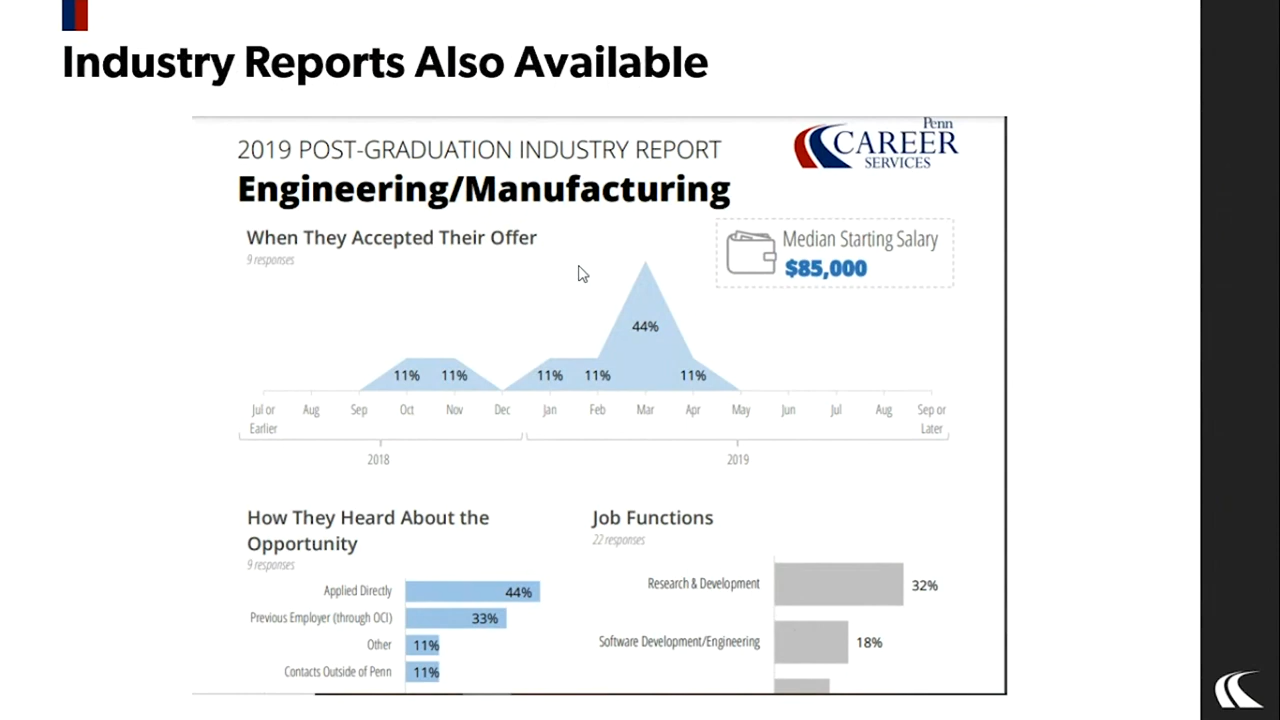 Industry Reports Also Available
2019 POST-GRADUATION INDUSTRY REPORT
Engineering/Manufacturing
Penn
CAREER
SERVICES
When They Accepted Their Offer
9 responses
Median Starting Salary
$85,000
44%
11% 11% 11% 11% 11%
Jul or Aug Sep Oct Nov Dec Jan Feb Mar Apr May Jun Jul Aug Sep or
Earlier Later
2018 2019
How They Heard About the
Opportunity
9 responses
Applied Directly 44%
Previous Employer (through OCI) 33%
Other 11%
Contacts Outside of Penn 11%
Job Functions
22 responses
Research & Development 32%
Software Development/Engineering 18%